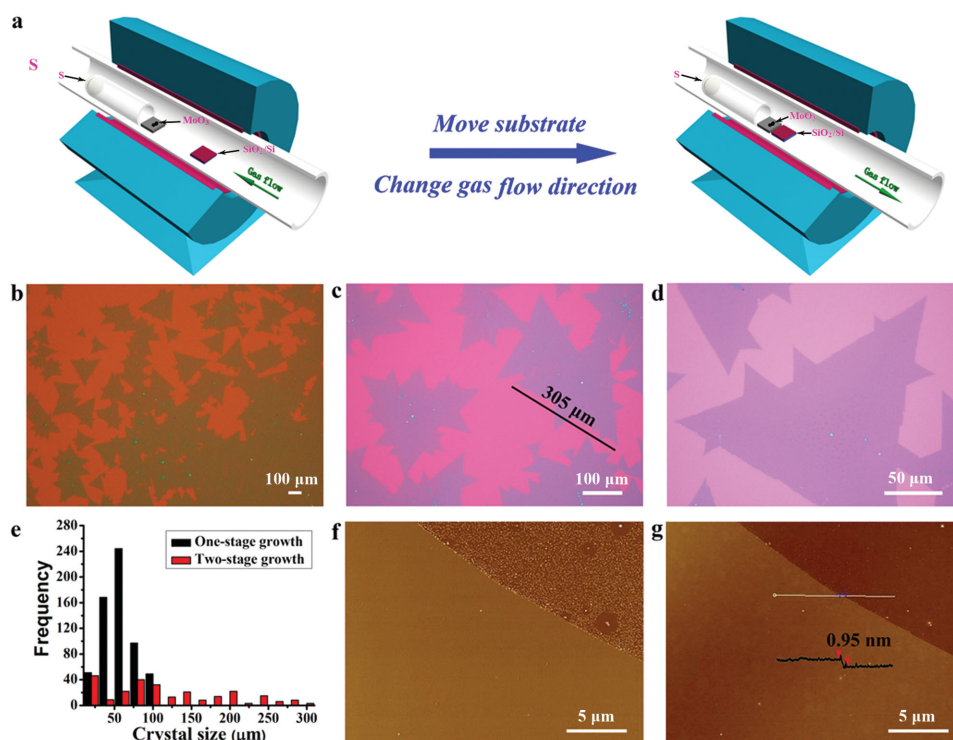 a
S
S
MoO3
SiO2/Si
Gas flow
Move substrate
Change gas flow direction
S
MoO3
SiO2/Si
Gas flow
b
100 μm
c
305 μm
100 μm
d
50 μm
e
280
240
200
160
120
80
40
0
Frequency
One-stage growth
Two-stage growth
50
100
150
200
250
300
Crystal size (μm)
f
5 μm
g
0.95 nm
5 μm